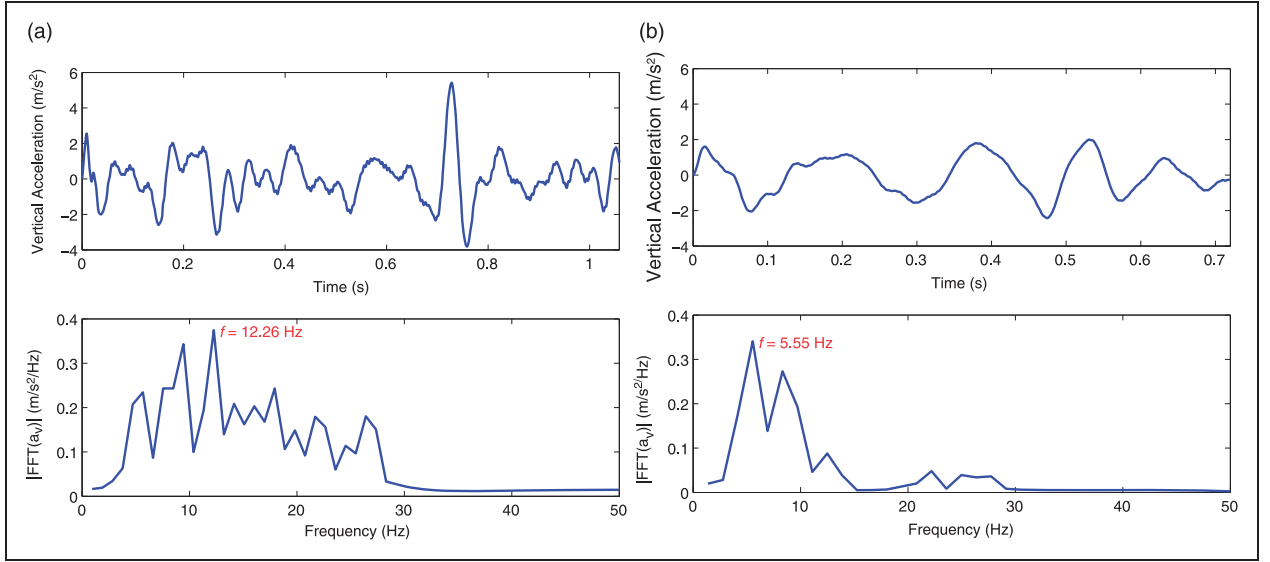 (a)
6
4
2
0
−2
−4
Vertical Acceleration (m/s²)
0 0.2 0.4 0.6 0.8 1
Time (s)
0.4
0.3
0.2
0.1
0
|FFT(aᵥ)| (m/s²/Hz)
f = 12.26 Hz
0 10 20 30 40 50
Frequency (Hz)
(b)
6
4
2
0
−2
−4
Vertical Acceleration (m/s²)
0 0.1 0.2 0.3 0.4 0.5 0.6 0.7
Time (s)
0.4
0.3
0.2
0.1
0
|FFT(aᵥ)| (m/s²/Hz)
f = 5.55 Hz
0 10 20 30 40 50
Frequency (Hz)